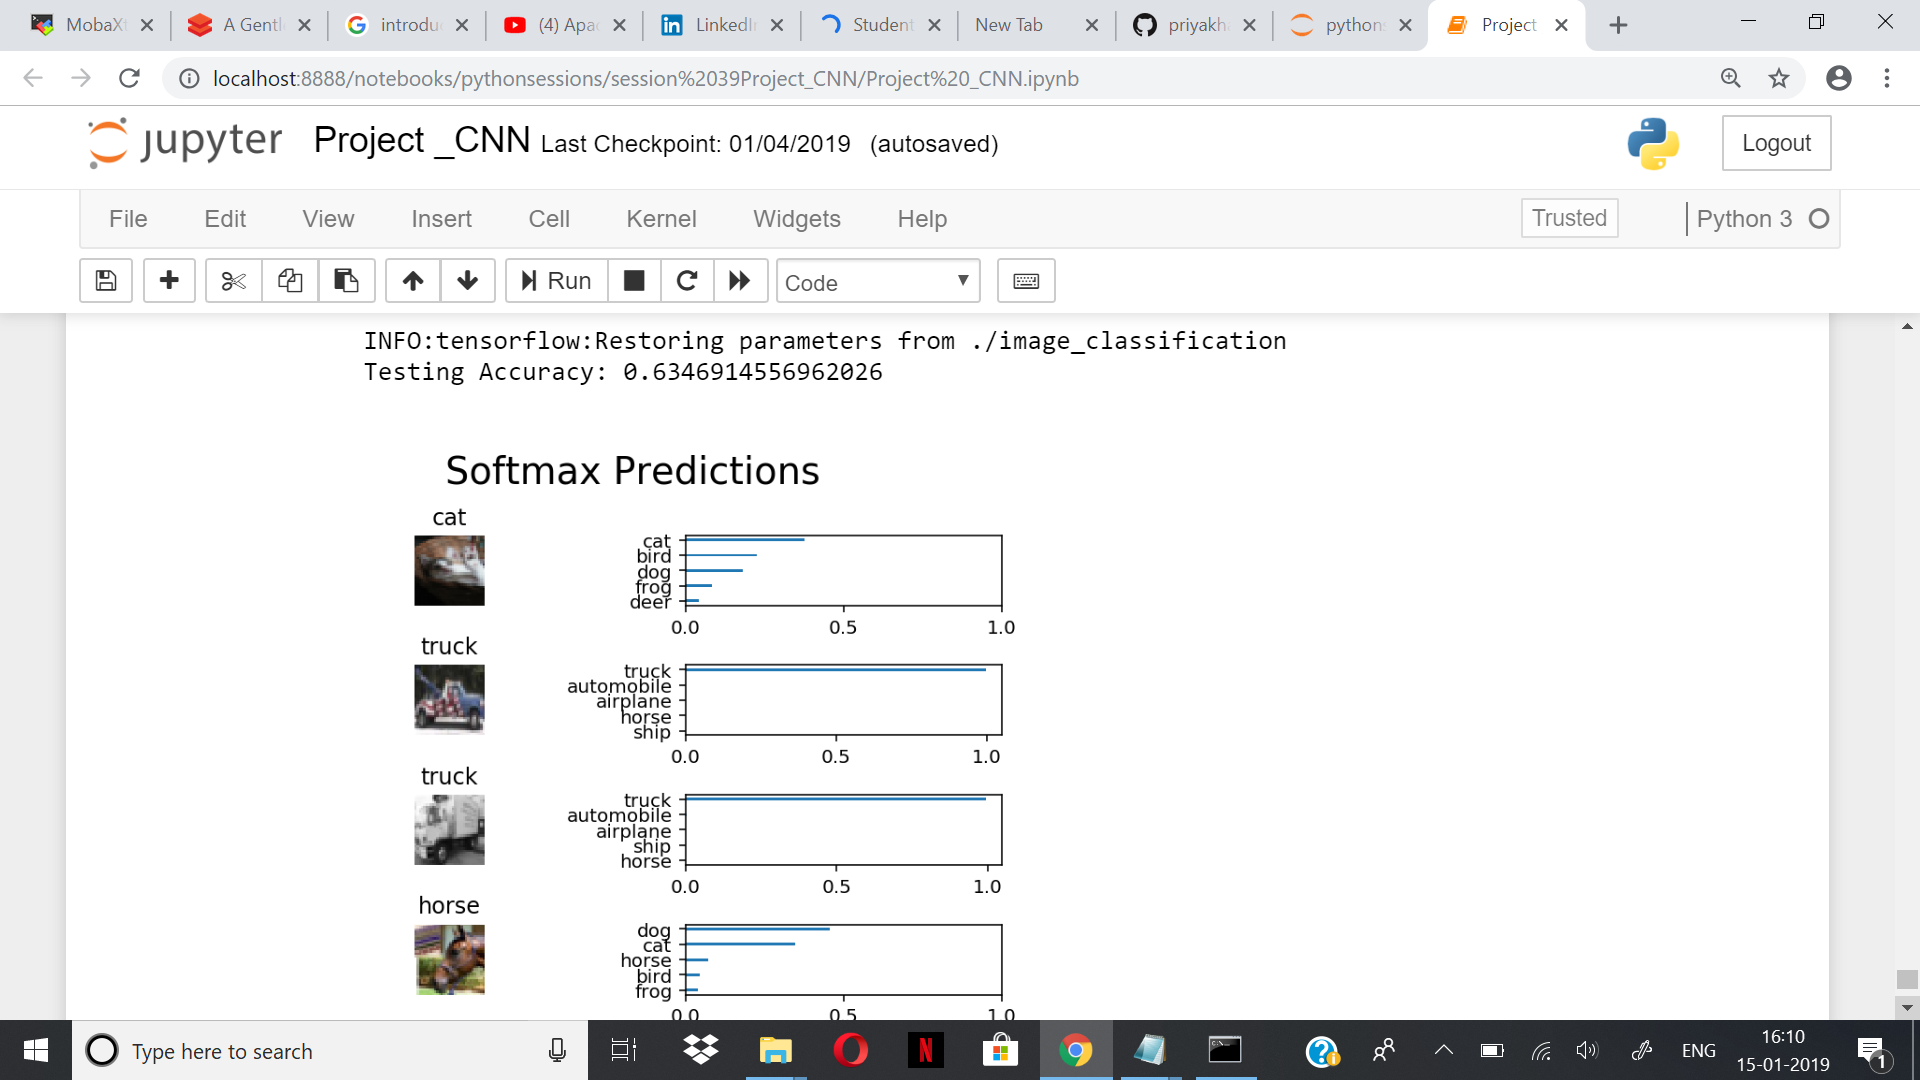 MobaXt
A Gentl
introdu
(4) Apac
LinkedIn
Student
New Tab
priyakha
pythons
Project
localhost:8888/notebooks/pythonsessions/session%2039Project_CNN/Project%20_CNN.ipynb
jupyter Project _CNN Last Checkpoint: 01/04/2019 (autosaved)
Logout
File Edit View Insert Cell Kernel Widgets Help
Trusted
Python 3
Run
Code
INFO:tensorflow:Restoring parameters from ./image_classification
Testing Accuracy: 0.6346914556962026
Softmax Predictions
cat
cat
bird
dog
frog
deer
0.0 0.5 1.0
truck
truck
automobile
airplane
horse
ship
0.0 0.5 1.0
truck
truck
automobile
airplane
ship
horse
0.0 0.5 1.0
horse
dog
cat
horse
bird
frog
0.0 0.5 1.0
Type here to search
N
ENG
16:10
15-01-2019
1